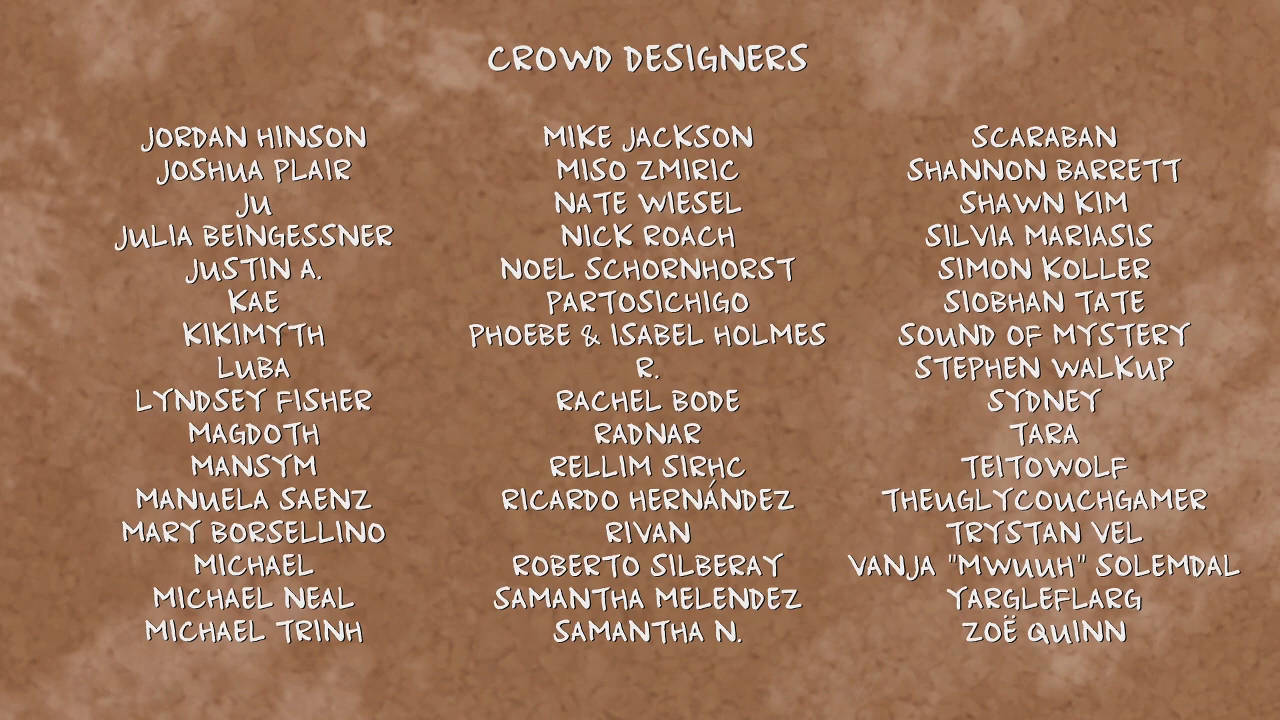 CROWD DESIGNERS
JORDAN HINSON
JOSHUA PLAIR
JU
JULIA BEINGESSNER
JUSTIN A.
KAE
KIKIMYTH
LUBA
LYNDSEY FISHER
MAGDOTH
MANSYM
MANUELA SAENZ
MARY BORSELLINO
MICHAEL
MICHAEL NEAL
MICHAEL TRINH
MIKE JACKSON
MISO ZMIRIC
NATE WIESEL
NICK ROACH
NOEL SCHORNHORST
PARTOSICHIGO
PHOEBE & ISABEL HOLMES
R.
RACHEL BODE
RADNAR
RELLIM SIRHC
RICARDO HERNÁNDEZ
RIVAN
ROBERTO SILBERAY
SAMANTHA MELENDEZ
SAMANTHA N.
SCARABAN
SHANNON BARRETT
SHAWN KIM
SILVIA MARIASIS
SIMON KOLLER
SIOBHAN TATE
SOUND OF MYSTERY
STEPHEN WALKUP
SYDNEY
TARA
TEITOWOLF
THEUGLYCOUCHGAMER
TRYSTAN VEL
VANJA "MWUUH" SOLEMDAL
YARGLEFLARG
ZOË QUINN